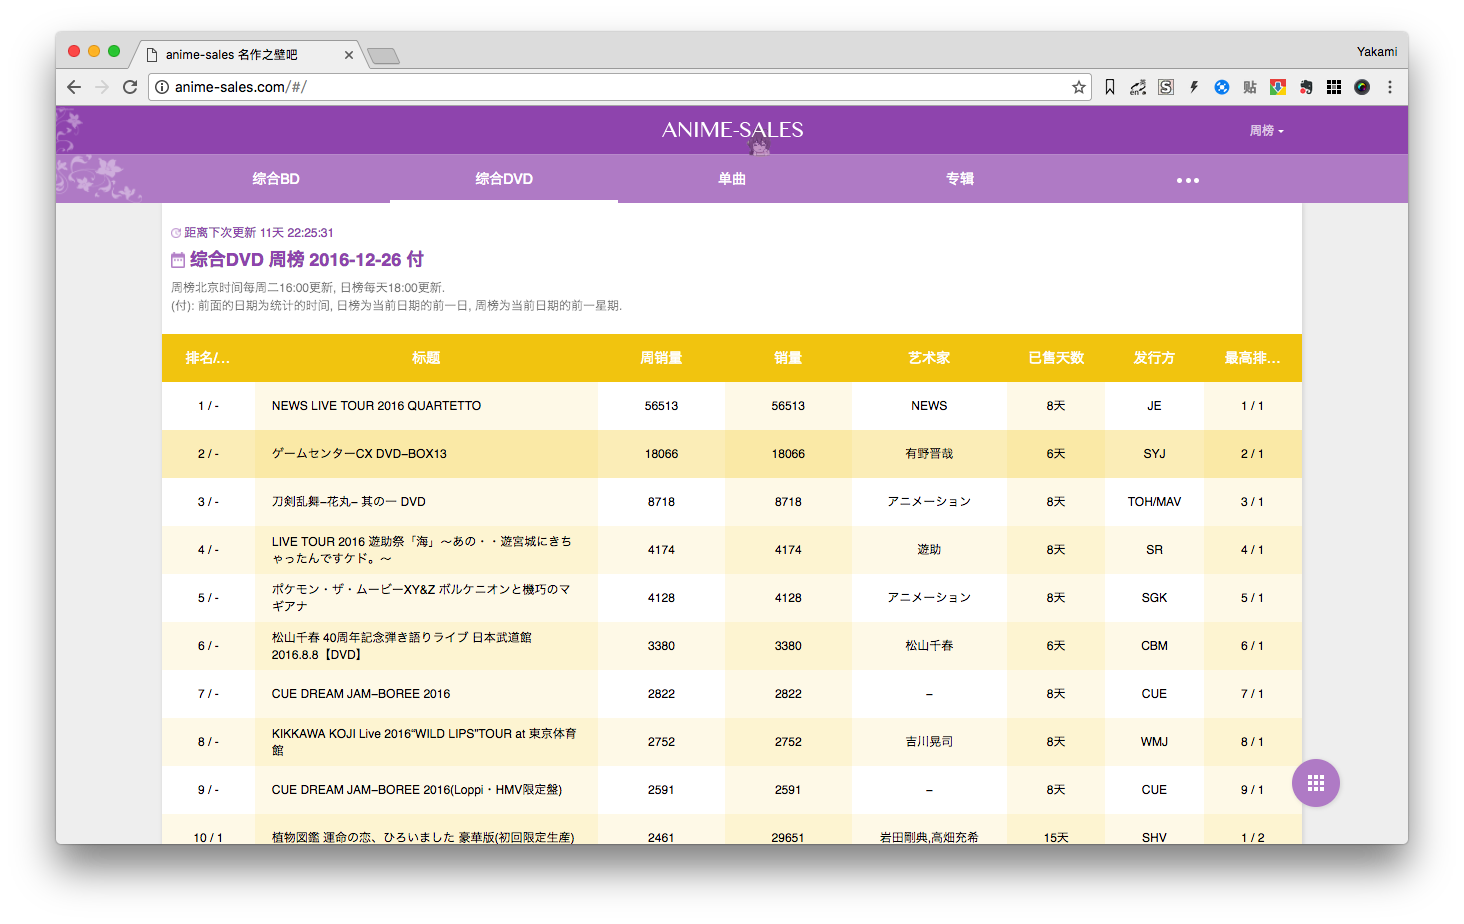 anime-sales 名作之壁吧
Yakami
anime-sales.com/#/
ANIME-SALES
周榜
综合BD
综合DVD
单曲
专辑
距离下次更新 11天 22:25:31
综合DVD 周榜 2016-12-26 付
周榜北京时间每周二16:00更新, 日榜每天18:00更新.
(付): 前面的日期为统计的时间, 日榜为当前日期的前一日, 周榜为当前日期的前一星期.
排名/... 标题 周销量 销量 艺术家 已售天数 发行方 最高排...
1 / - NEWS LIVE TOUR 2016 QUARTETTO 56513 56513 NEWS 8天 JE 1 / 1
2 / - ゲームセンターCX DVD−BOX13 18066 18066 有野晋哉 6天 SYJ 2 / 1
3 / - 刀剣乱舞−花丸− 其の一 DVD 8718 8718 アニメーション 8天 TOH/MAV 3 / 1
4 / - LIVE TOUR 2016 遊助祭「海」〜あの・・遊宮城にきち
ゃったんですケド。〜 4174 4174 遊助 8天 SR 4 / 1
5 / - ポケモン・ザ・ムービーXY&Z ボルケニオンと機巧のマ
ギアナ 4128 4128 アニメーション 8天 SGK 5 / 1
6 / - 松山千春 40周年記念弾き語りライブ 日本武道館
2016.8.8【DVD】 3380 3380 松山千春 6天 CBM 6 / 1
7 / - CUE DREAM JAM−BOREE 2016 2822 2822 − 8天 CUE 7 / 1
8 / - KIKKAWA KOJI Live 2016“WILD LIPS”TOUR at 東京体育
館 2752 2752 吉川晃司 8天 WMJ 8 / 1
9 / - CUE DREAM JAM−BOREE 2016(Loppi・HMV限定盤) 2591 2591 − 8天 CUE 9 / 1
10 / 1 植物図鑑 運命の恋、ひろいました 豪華版(初回限定生産) 2461 29651 岩田剛典,高畑充希 15天 SHV 1 / 2